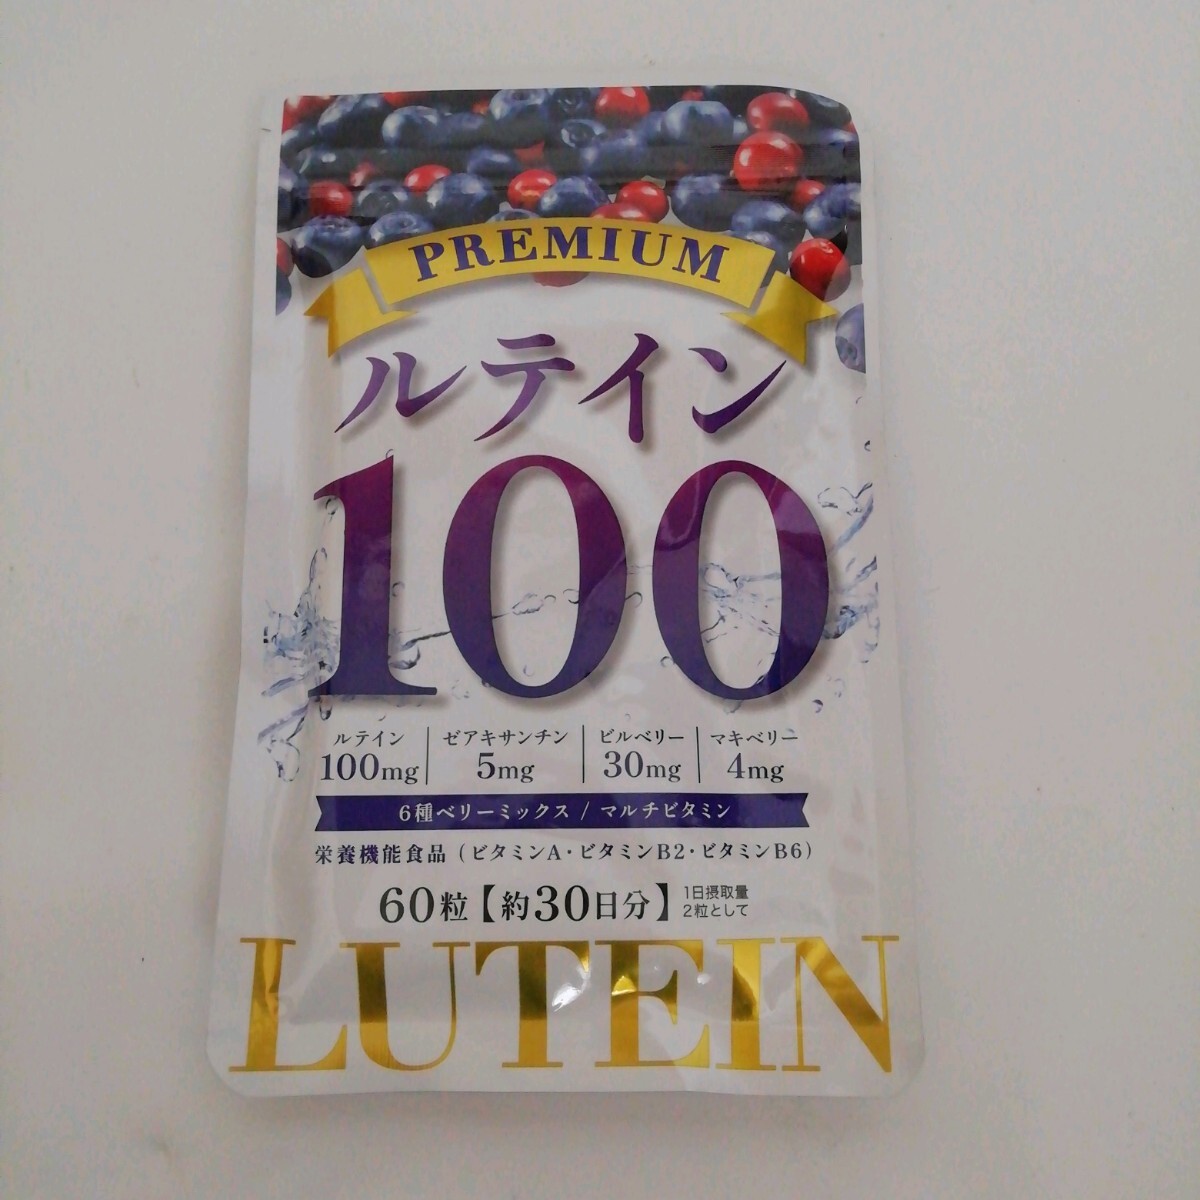 PREMIUM
ルテイン
100
ルテイン
100mg
ゼアキサンチン
5mg
ビルベリー
30mg
マキベリー
4mg
6種ベリーミックス / マルチビタミン
栄養機能食品(ビタミンA・ビタミンB2・ビタミンB6)
60粒【約30日分】
1日摂取量
2粒として
LUTEIN